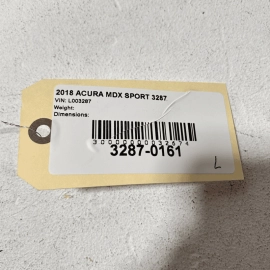 2018 ACURA MDX SPORT 3287
VIN: L003287
Weight:
Dimensions:
3287-0161
L